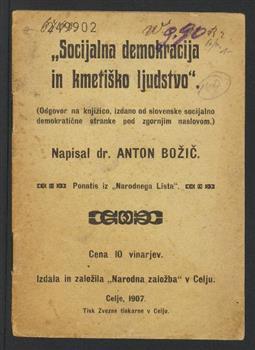 249902
„Socijalna demokracija
in kmetiško ljudstvo“.
(Odgovor na knjižico, izdano od slovenske socijalno
demokratične stranke pod zgornjim naslovom.)
Napisal dr. ANTON BOŽIČ.
Ponatis iz „Narodnega Lista“.
Cena 10 vinarjev.
Izdala in založila „Narodna založba“ v Celju.
Celje, 1907.
Tisk Zvezne tiskarne v Celju.